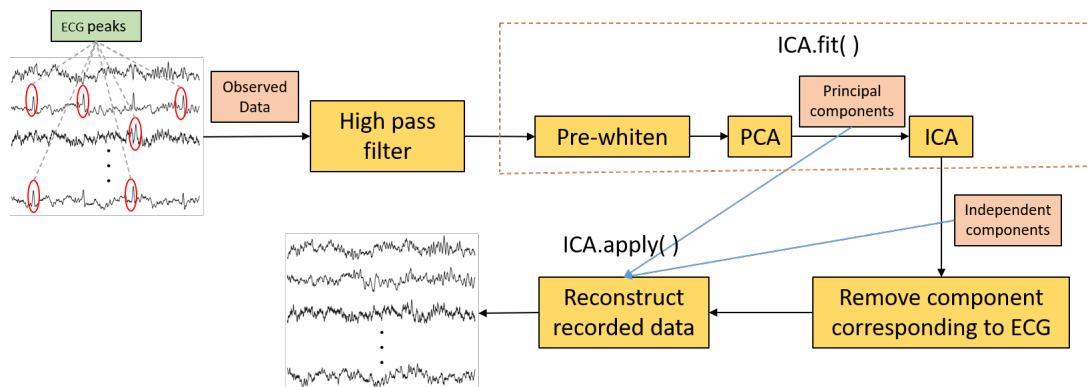 ECG peaks
Observed
Data
High pass
filter
ICA.fit( )
Pre-whiten
PCA
Principal
components
ICA
Independent
components
ICA.apply( )
Reconstruct
recorded data
Remove component
corresponding to ECG